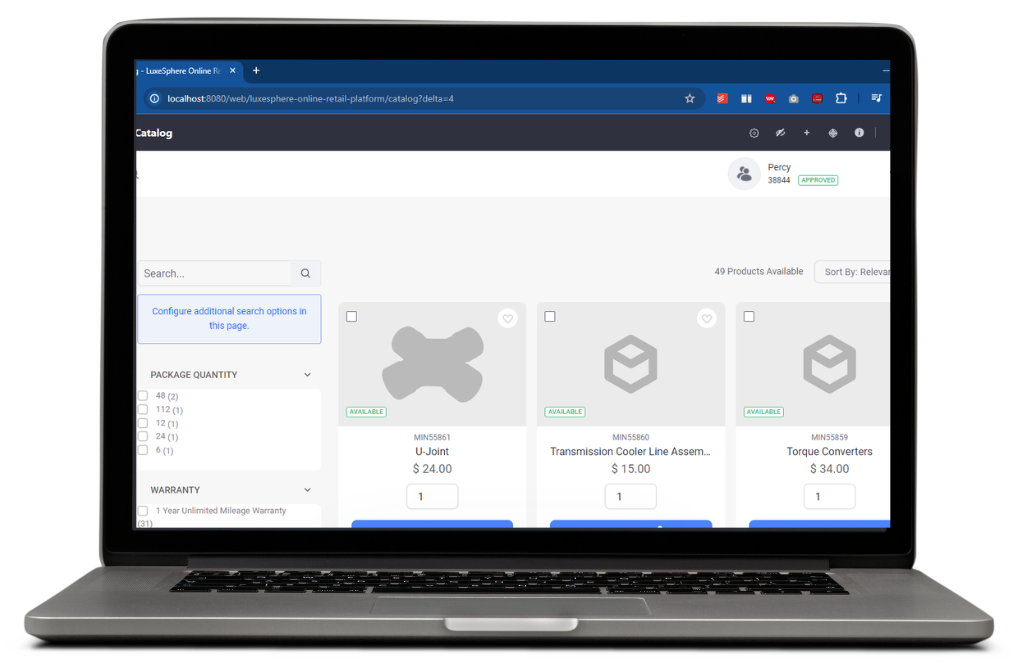 g - LuxeSphere Online Re
localhost:8080/web/luxesphere-online-retail-platform/catalog?delta=4
Catalog
Percy
38844 APPROVED
Search...
49 Products Available
Sort By: Relevan
Configure additional search options in
this page.
PACKAGE QUANTITY
48 (2)
112 (1)
12 (1)
24 (1)
6 (1)
WARRANTY
1 Year Unlimited Mileage Warranty
(31)
AVAILABLE
MIN55861
U-Joint
$ 24.00
1
AVAILABLE
MIN55860
Transmission Cooler Line Assem...
$ 15.00
1
AVAILABLE
MIN55859
Torque Converters
$ 34.00
1